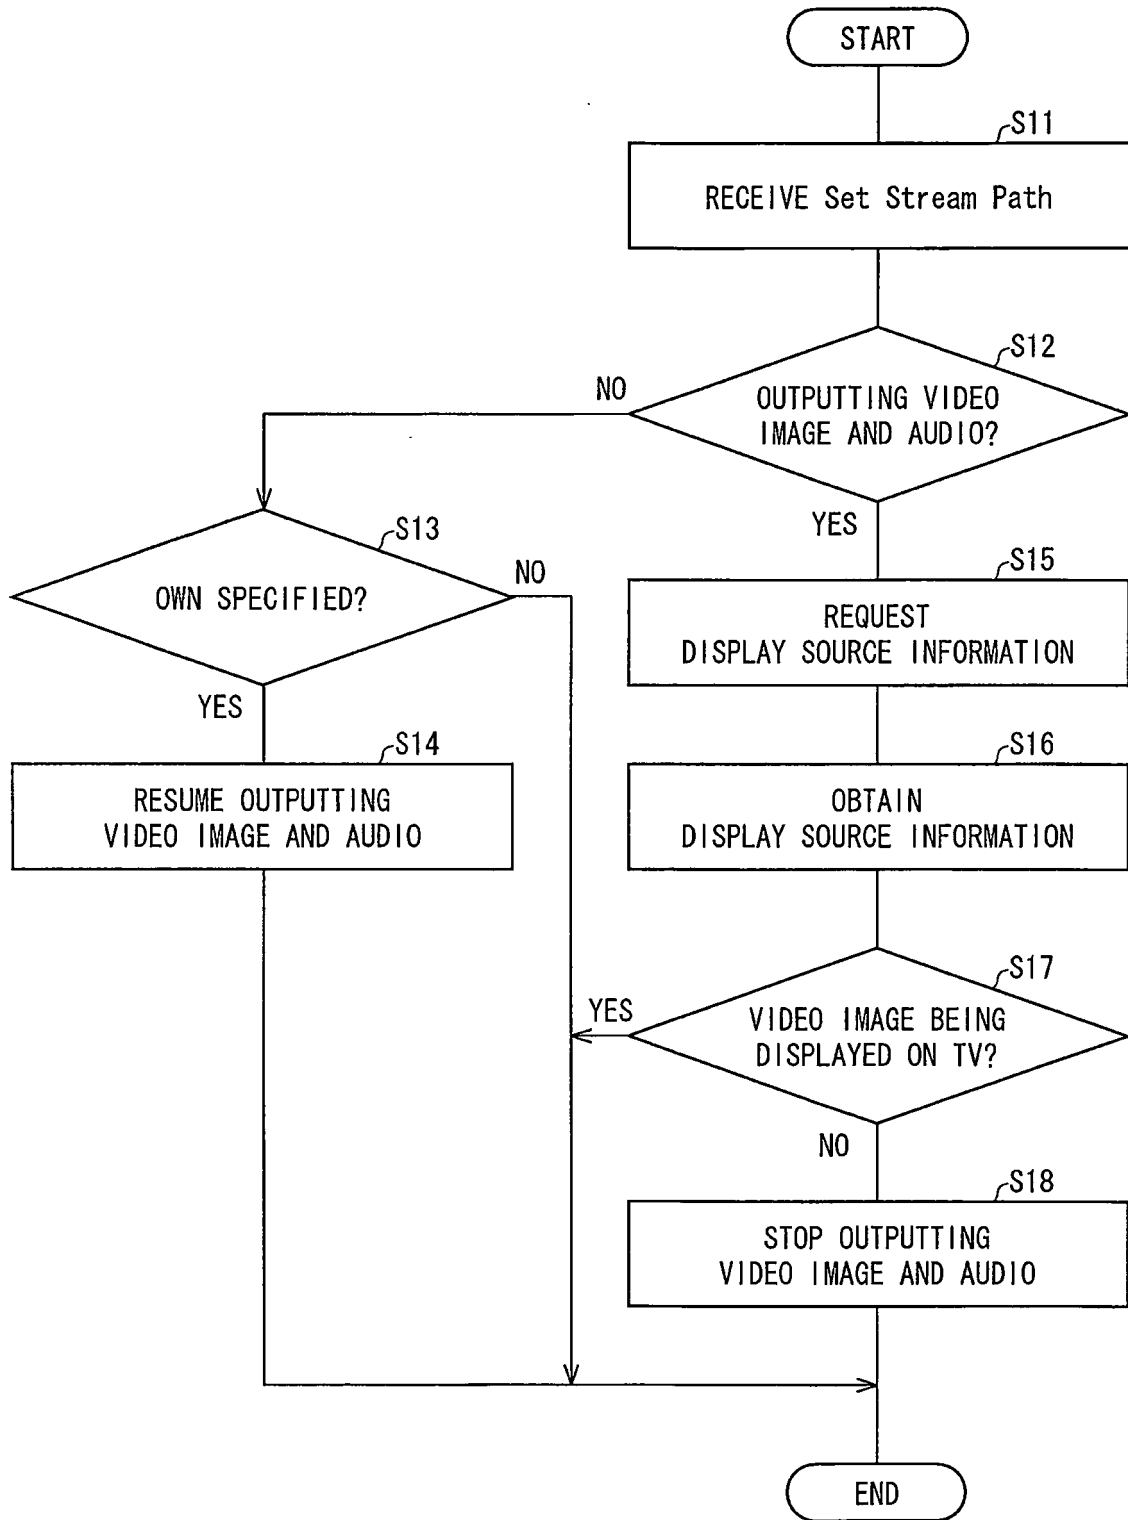 START
S11
RECEIVE Set Stream Path
S12
OUTPUTTING VIDEO
IMAGE AND AUDIO?
NO
YES
S13
OWN SPECIFIED?
NO
YES
S14
RESUME OUTPUTTING
VIDEO IMAGE AND AUDIO
S15
REQUEST
DISPLAY SOURCE INFORMATION
S16
OBTAIN
DISPLAY SOURCE INFORMATION
S17
VIDEO IMAGE BEING
DISPLAYED ON TV?
YES
NO
S18
STOP OUTPUTTING
VIDEO IMAGE AND AUDIO
END